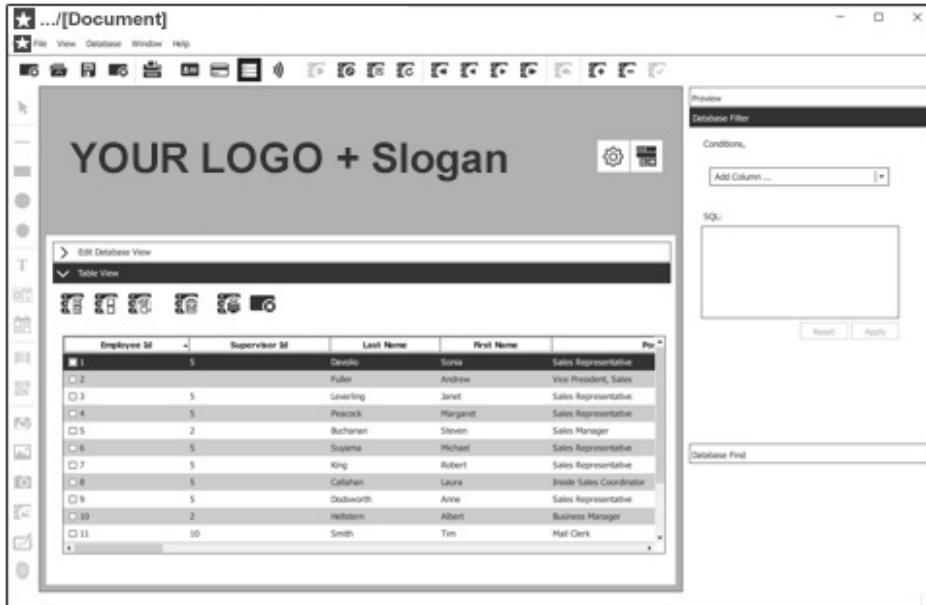 .../[Document]
File View Database Window Help
Preview
Database Filter
Conditions,
Add Column ...
SQL:
Reset Apply
Database Find
YOUR LOGO + Slogan
Edit Database View
Table View
Employee Id Supervisor Id Last Name First Name Po
1 5 Davolio Sonia Sales Representative
2 Fuller Andrew Vice President, Sales
3 5 Leverling Janet Sales Representative
4 5 Peacock Margaret Sales Representative
5 2 Buchanan Steven Sales Manager
6 5 Suyama Michael Sales Representative
7 5 King Robert Sales Representative
8 5 Callahan Laura Inside Sales Coordinator
9 5 Dodsworth Anne Sales Representative
10 2 Hellstern Albert Business Manager
11 10 Smith Tim Mail Clerk